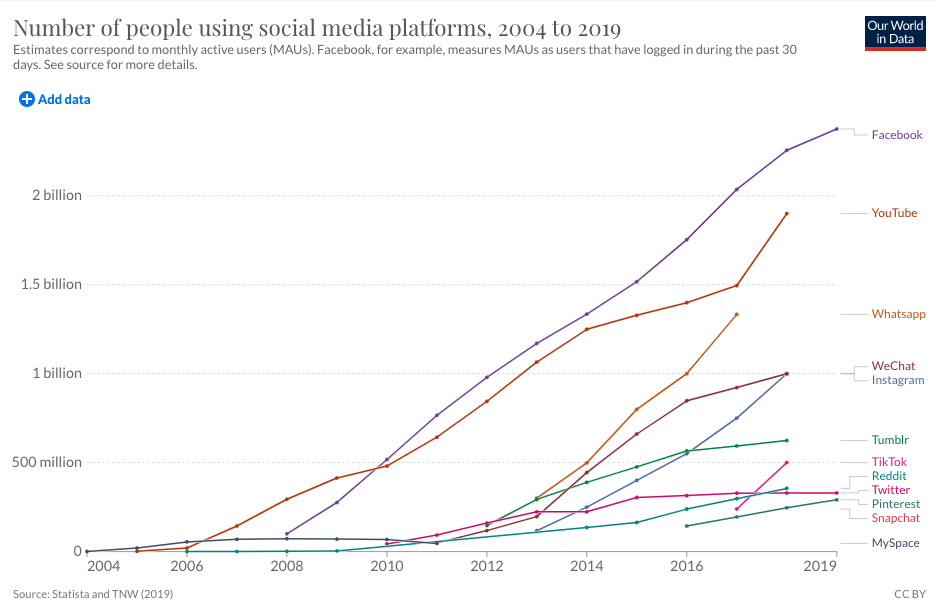 Number of people using social media platforms, 2004 to 2019
Our World
in Data
Estimates correspond to monthly active users (MAUs). Facebook, for example, measures MAUs as users that have logged in during the past 30
days. See source for more details.
Add data
Facebook
2 billion
YouTube
1.5 billion
Whatsapp
WeChat
1 billion
Instagram
Tumblr
500 million
TikTok
Reddit
Twitter
Pinterest
Snapchat
MySpace
0
2004 2006 2008 2010 2012 2014 2016 2019
Source: Statista and TNW (2019)
CC BY